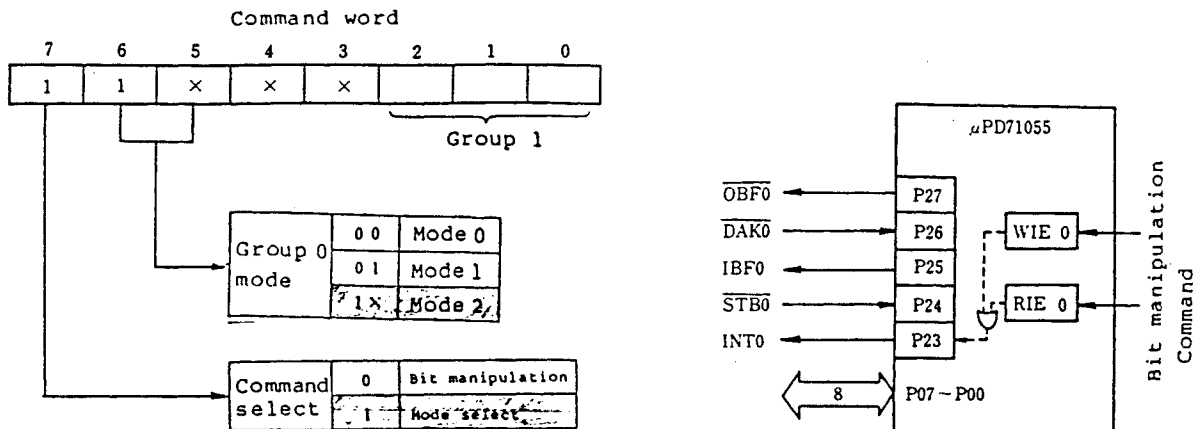 Command word
7 6 5 4 3 2 1 0
1 1 × × ×
Group 1
Group 0 mode
0 0 Mode 0
0 1 Mode 1
1 × Mode 2
Command select
0 Bit manipulation
1 Mode select
μPD71055
OBF0 P27
DAK0 P26
IBF0 P25
STB0 P24
INT0 P23
WIE 0
RIE 0
8 P07～P00
Bit manipulation
Command